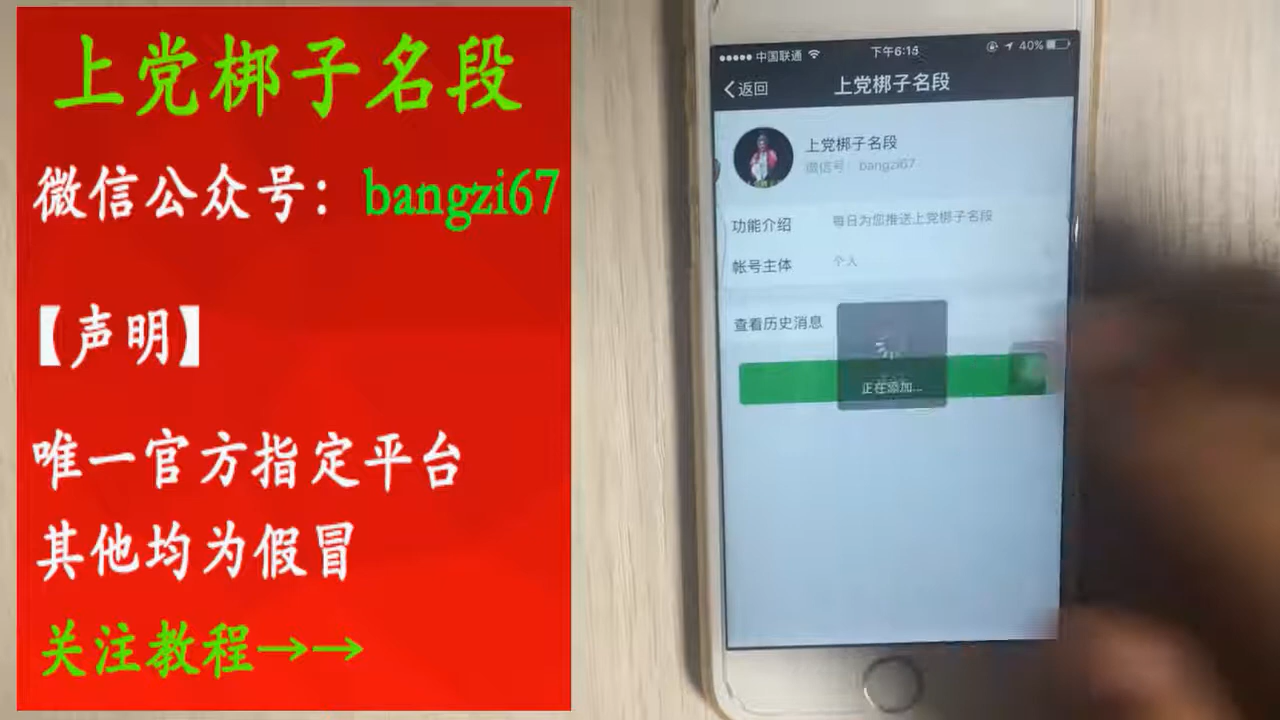 上党梆子名段
微信公众号：bangzi67
【声明】
唯一官方指定平台
其他均为假冒
关注教程→→
中国联通 下午6:15 40%
返回 上党梆子名段
上党梆子名段
微信号： bangzi67
功能介绍 每日为您推送上党梆子名段
帐号主体 个人
查看历史消息
正在添加...